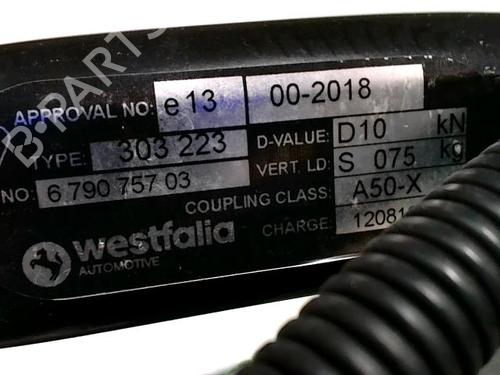 APPROVAL NO: e13 00-2018
TYPE: 303 223 D-VALUE: D10 kN
VERT. LD: S 075 kg
NO: 6 790 757 03
COUPLING CLASS: A50-X
CHARGE: 12081
westfalia
AUTOMOTIVE
B-PARTS